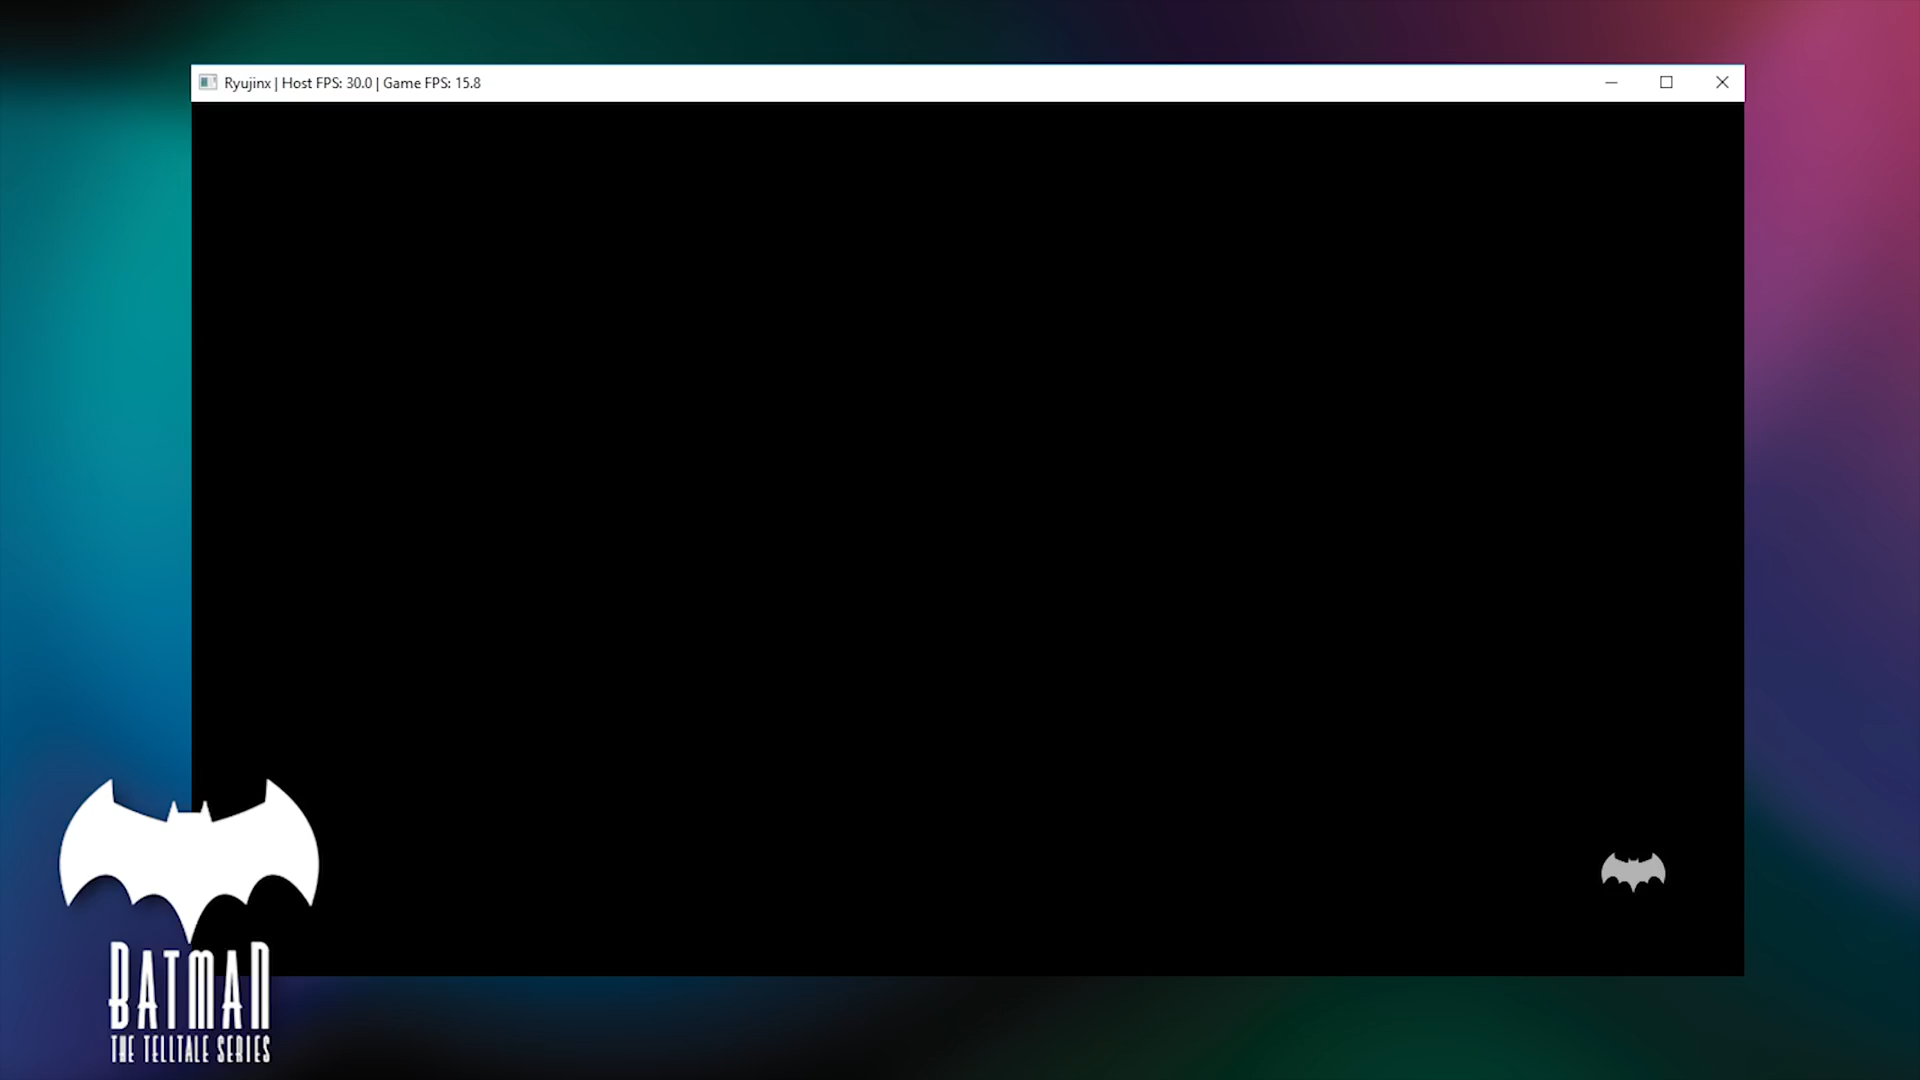 Ryujinx | Host FPS: 30.0 | Game FPS: 15.8
BATMAN
THE TELLTALE SERIES